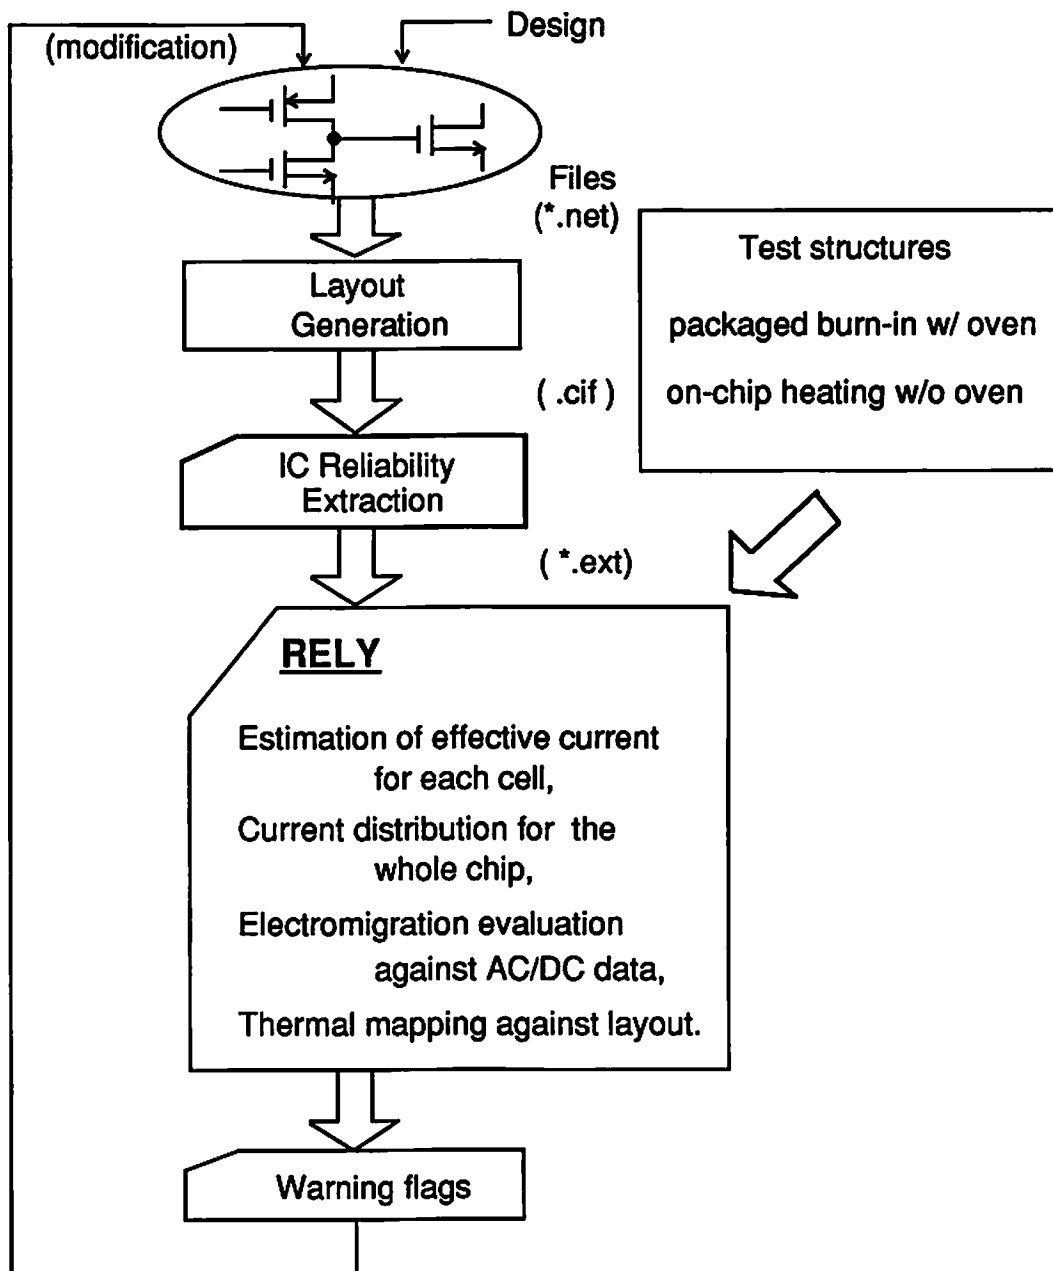 Design
(modification)
Files
(*.net)
Test structures
packaged burn-in w/ oven
on-chip heating w/o oven
Layout
Generation
( .cif )
IC Reliability
Extraction
( *.ext)
RELY
Estimation of effective current
for each cell,
Current distribution for the
whole chip,
Electromigration evaluation
against AC/DC data,
Thermal mapping against layout.
Warning flags